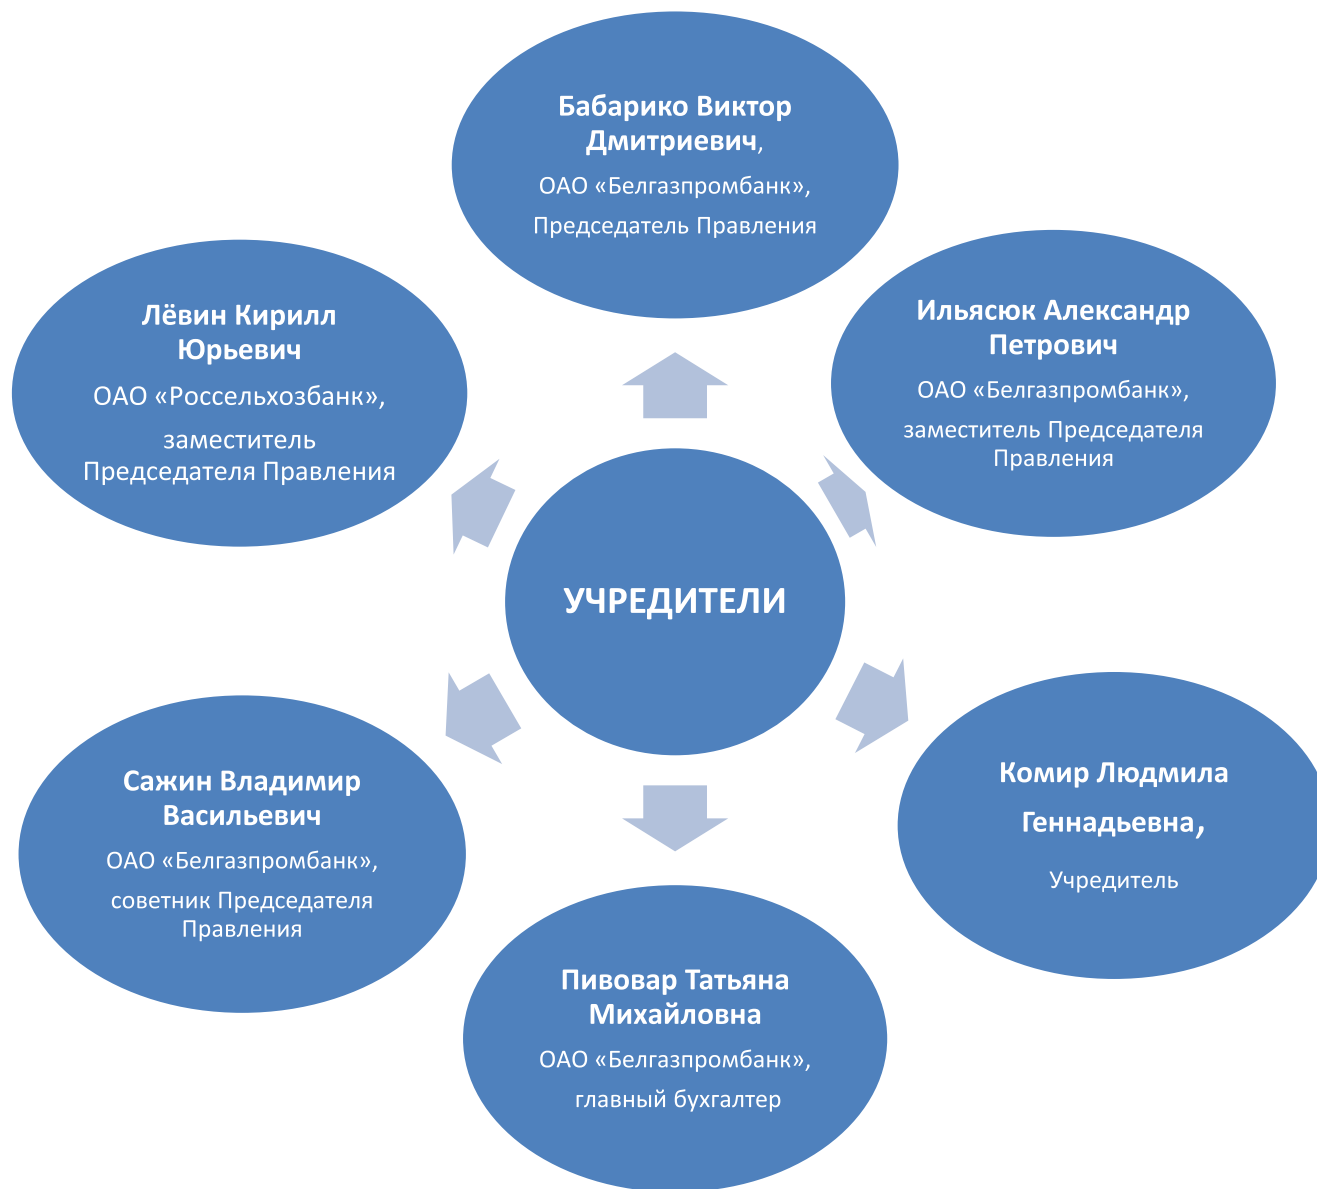 Бабарико Виктор
Дмитриевич,
ОАО «Белгазпромбанк»,
Председатель Правления
Ильясюк Александр
Петрович
ОАО «Белгазпромбанк»,
заместитель Председателя
Правления
Лёвин Кирилл
Юрьевич
ОАО «Россельхозбанк»,
заместитель
Председателя Правления
УЧРЕДИТЕЛИ
Комир Людмила
Геннадьевна,
Учредитель
Сажин Владимир
Васильевич
ОАО «Белгазпромбанк»,
советник Председателя
Правления
Пивовар Татьяна
Михайловна
ОАО «Белгазпромбанк»,
главный бухгалтер